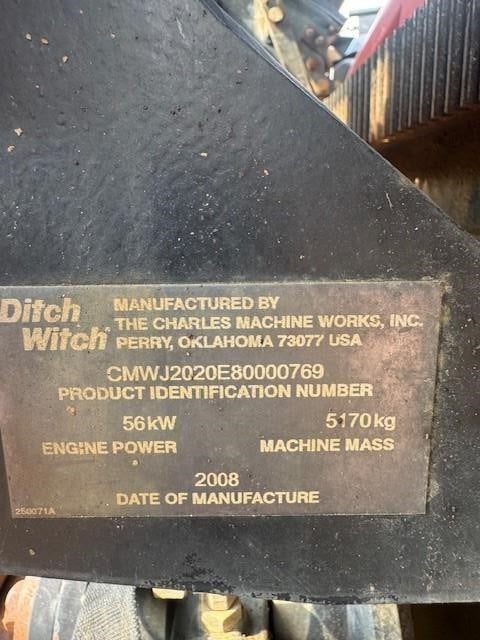 Ditch Witch® MANUFACTURED BY
THE CHARLES MACHINE WORKS, INC.
PERRY, OKLAHOMA 73077 USA
CMWJ2020E80000769
PRODUCT IDENTIFICATION NUMBER
56kW 5170kg
ENGINE POWER MACHINE MASS
2008
DATE OF MANUFACTURE
250071A